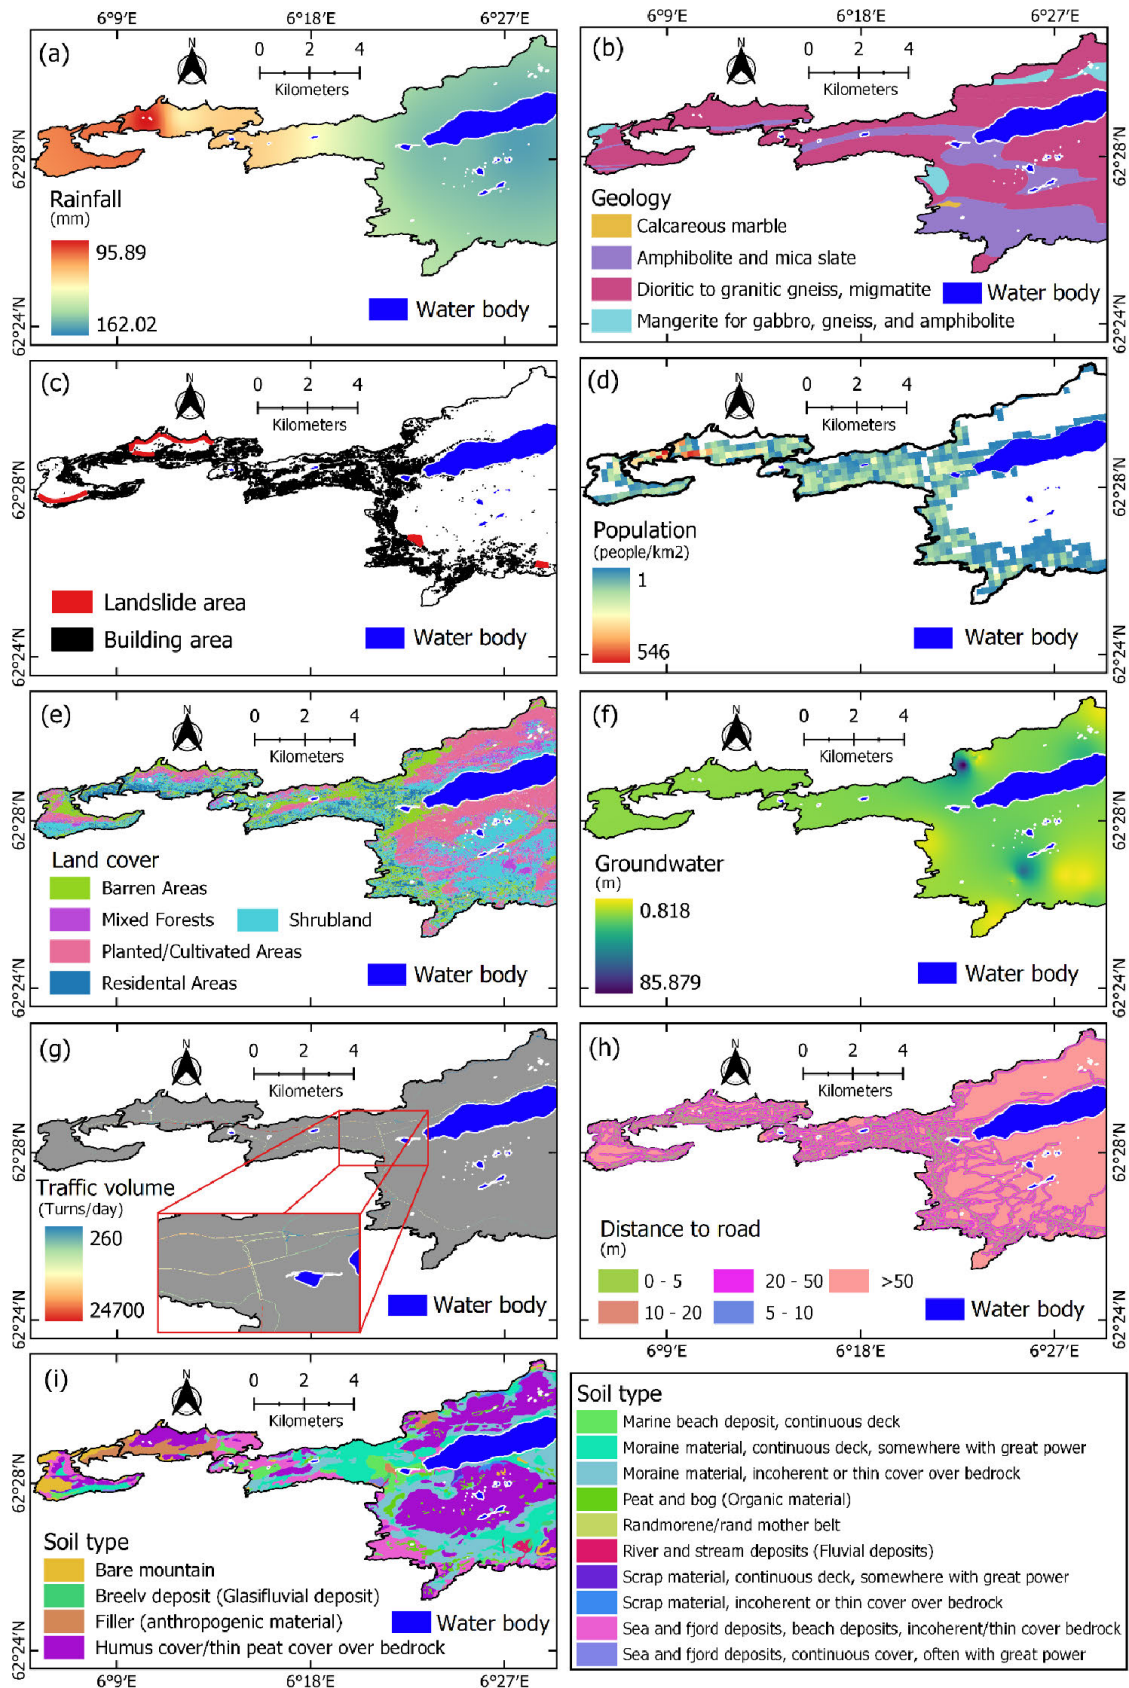 6°9′E 6°18′E 6°27′E 6°9′E 6°18′E 6°27′E
(a)
N
0 2 4
Kilometers
62°28′N
Rainfall
(mm)
95.89
162.02
Water body
62°24′N
(b)
N
0 2 4
Kilometers
62°28′N
Geology
Calcareous marble
Amphibolite and mica slate
Dioritic to granitic gneiss, migmatite
Water body
Mangerite for gabbro, gneiss, and amphibolite
62°24′N
(c)
N
0 2 4
Kilometers
62°28′N
Landslide area
Building area
Water body
62°24′N
(d)
N
0 2 4
Kilometers
62°28′N
Population
(people/km2)
1
546
Water body
62°24′N
(e)
N
0 2 4
Kilometers
62°28′N
Land cover
Barren Areas
Mixed Forests Shrubland
Planted/Cultivated Areas
Residental Areas
Water body
62°24′N
(f)
N
0 2 4
Kilometers
62°28′N
Groundwater
(m)
0.818
85.879
Water body
62°24′N
(g)
N
0 2 4
Kilometers
62°28′N
Traffic volume
(Turns/day)
260
24700
Water body
62°24′N
(h)
N
0 2 4
Kilometers
62°28′N
Distance to road
(m)
0 - 5 20 - 50 >50
10 - 20 5 - 10
Water body
62°24′N
6°9′E 6°18′E 6°27′E
(i)
N
0 2 4
Kilometers
62°28′N
Soil type
Bare mountain
Breelv deposit (Glasifluvial deposit)
Filler (anthropogenic material)
Humus cover/thin peat cover over bedrock
Water body
62°24′N
6°9′E 6°18′E 6°27′E
Soil type
Marine beach deposit, continuous deck
Moraine material, continuous deck, somewhere with great power
Moraine material, incoherent or thin cover over bedrock
Peat and bog (Organic material)
Randmorene/rand mother belt
River and stream deposits (Fluvial deposits)
Scrap material, continuous deck, somewhere with great power
Scrap material, incoherent or thin cover over bedrock
Sea and fjord deposits, beach deposits, incoherent/thin cover bedrock
Sea and fjord deposits, continuous cover, often with great power